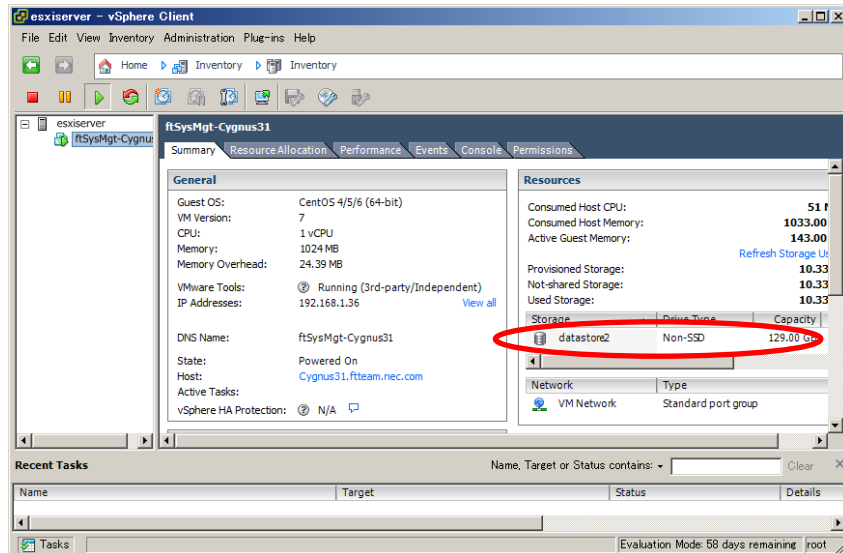 esxiserver - vSphere Client
File Edit View Inventory Administration Plug-ins Help
Home Inventory Inventory
esxiserver
ftSysMgt-Cygnus
ftSysMgt-Cygnus31
Summary Resource Allocation Performance Events Console Permissions
General
Guest OS: CentOS 4/5/6 (64-bit)
VM Version: 7
CPU: 1 vCPU
Memory: 1024 MB
Memory Overhead: 24.39 MB
VMware Tools: Running (3rd-party/Independent)
IP Addresses: 192.168.1.36 View all
DNS Name: ftSysMgt-Cygnus31
State: Powered On
Host: Cygnus31.ftteam.nec.com
Active Tasks:
vSphere HA Protection: N/A
Resources
Consumed Host CPU: 51
Consumed Host Memory: 1033.00
Active Guest Memory: 143.00
Refresh Storage
Provisioned Storage: 10.33
Not-shared Storage: 10.33
Used Storage: 10.33
Storage Drive Type Capacity
datastore2 Non-SSD 129.00 GB
Network Type
VM Network Standard port group
Recent Tasks Name, Target or Status contains: Clear
Name Target Status Details
Tasks Evaluation Mode: 58 days remaining root